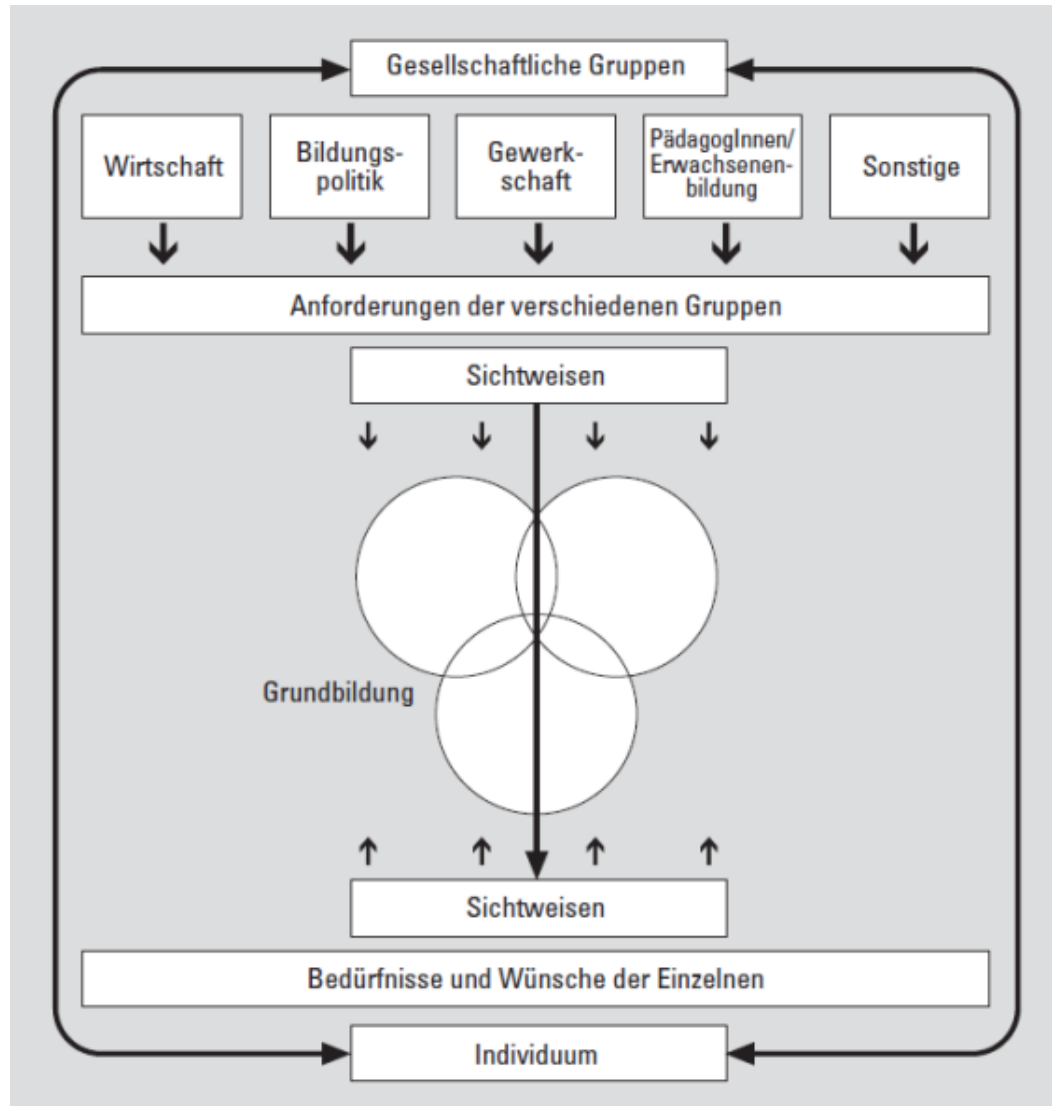 Gesellschaftliche Gruppen
Wirtschaft
Bildungs-
politik
Gewerk-
schaft
PädagogInnen/
Erwachsenen-
bildung
Sonstige
Anforderungen der verschiedenen Gruppen
Sichtweisen
Grundbildung
Sichtweisen
Bedürfnisse und Wünsche der Einzelnen
Individuum